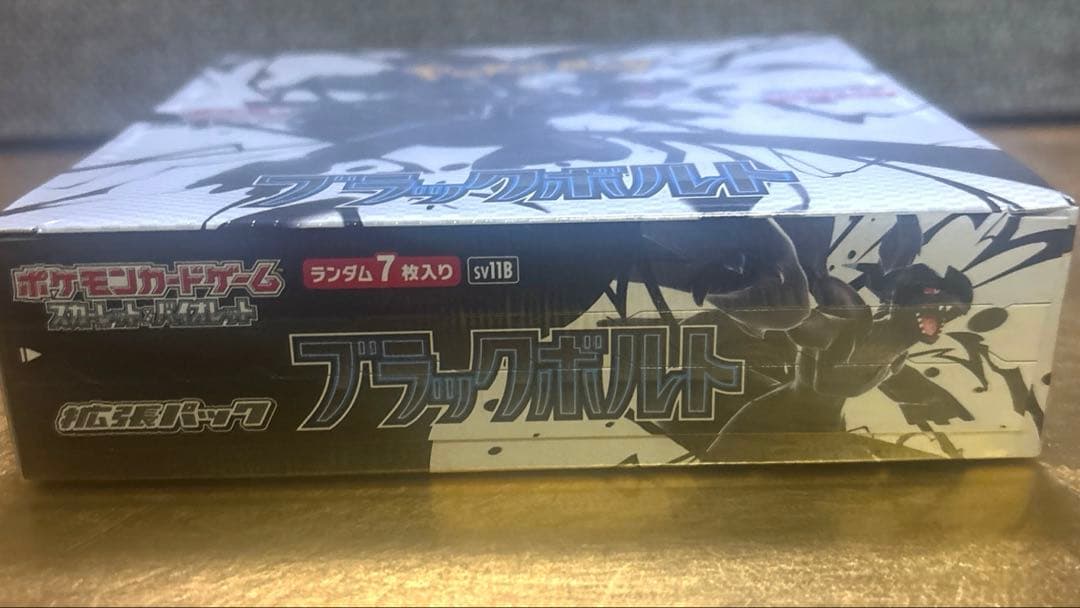 ブラックボルト
ポケモンカードゲーム
スカーレット&バイオレット
ランダム7枚入り
SV11B
ブラックボルト
拡張パック